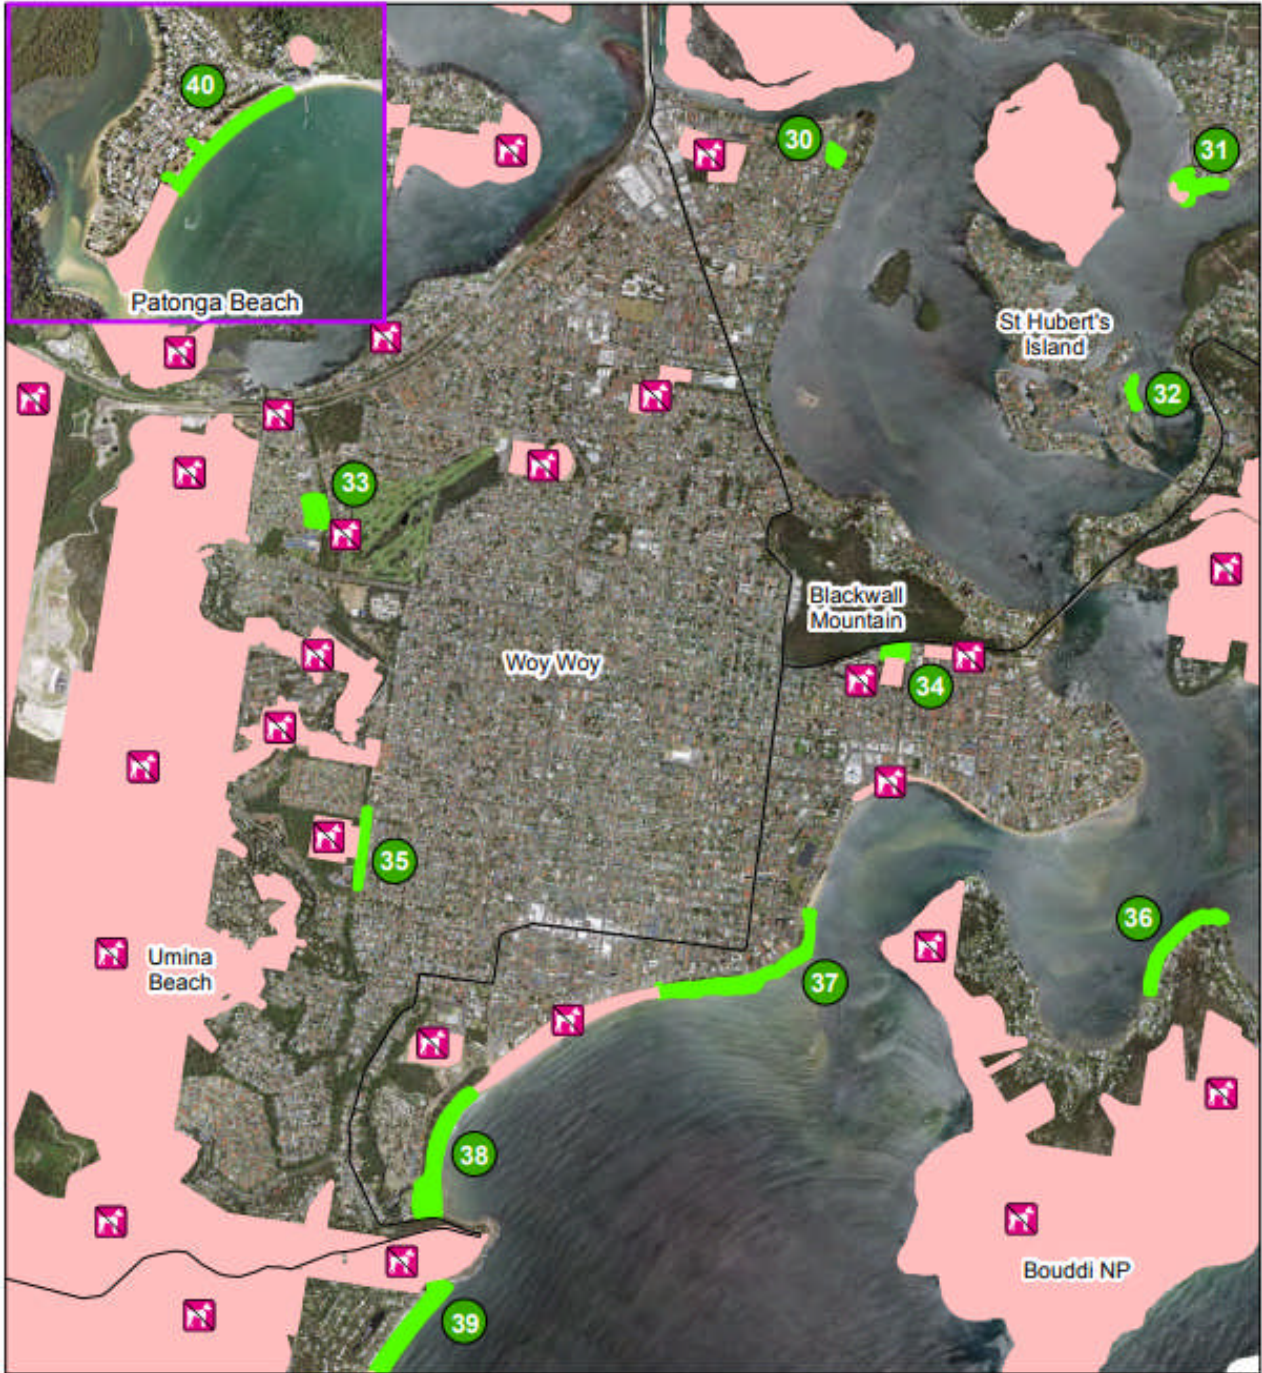 40
Patonga Beach
30
31
St Hubert's
Island
32
33
Blackwall
Mountain
Woy Woy
34
35
36
Umina
Beach
37
38
Bouddi NP
39